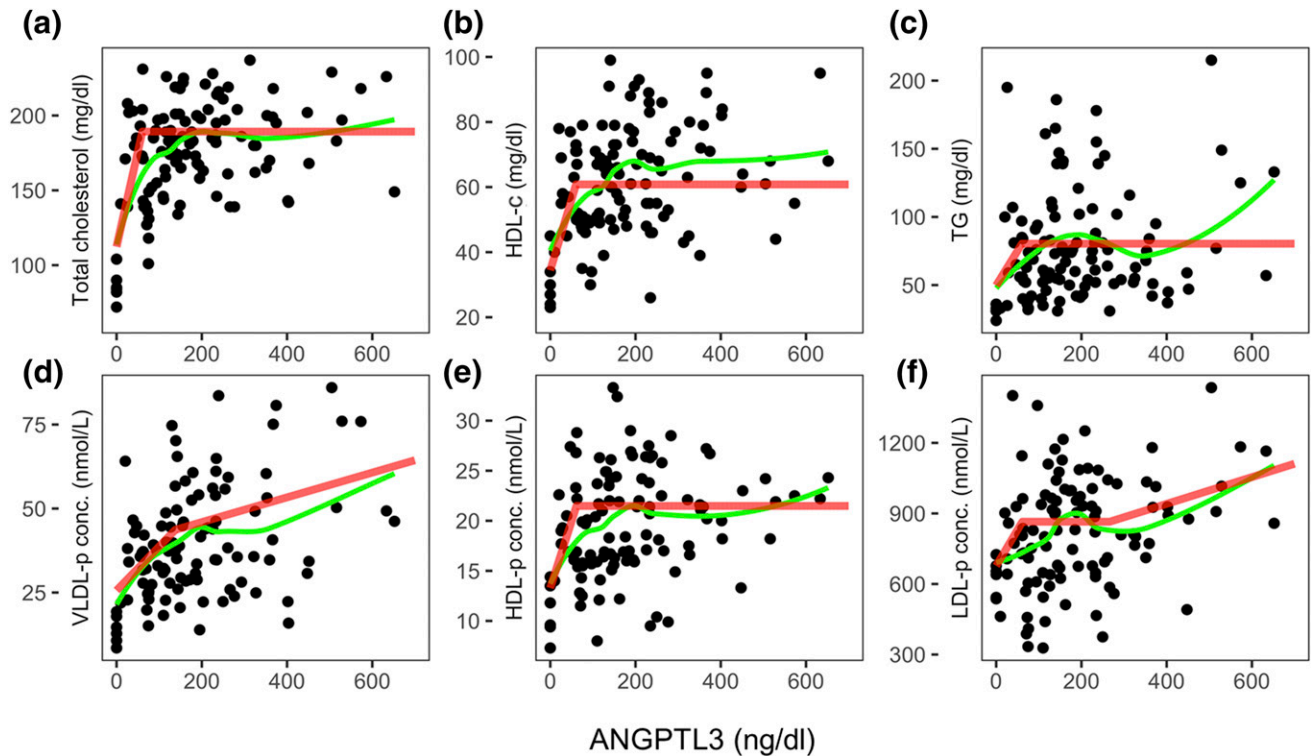 (a)
Total cholesterol (mg/dl)
200
150
100
0 200 400 600
(b)
HDL-c (mg/dl)
100
80
60
40
20
0 200 400 600
(c)
TG (mg/dl)
200
150
100
50
0 200 400 600
(d)
VLDL-p conc. (nmol/L)
75
50
25
0 200 400 600
(e)
HDL-p conc. (nmol/L)
30
25
20
15
10
0 200 400 600
(f)
LDL-p conc. (nmol/L)
1200
900
600
300
0 200 400 600
ANGPTL3 (ng/dl)